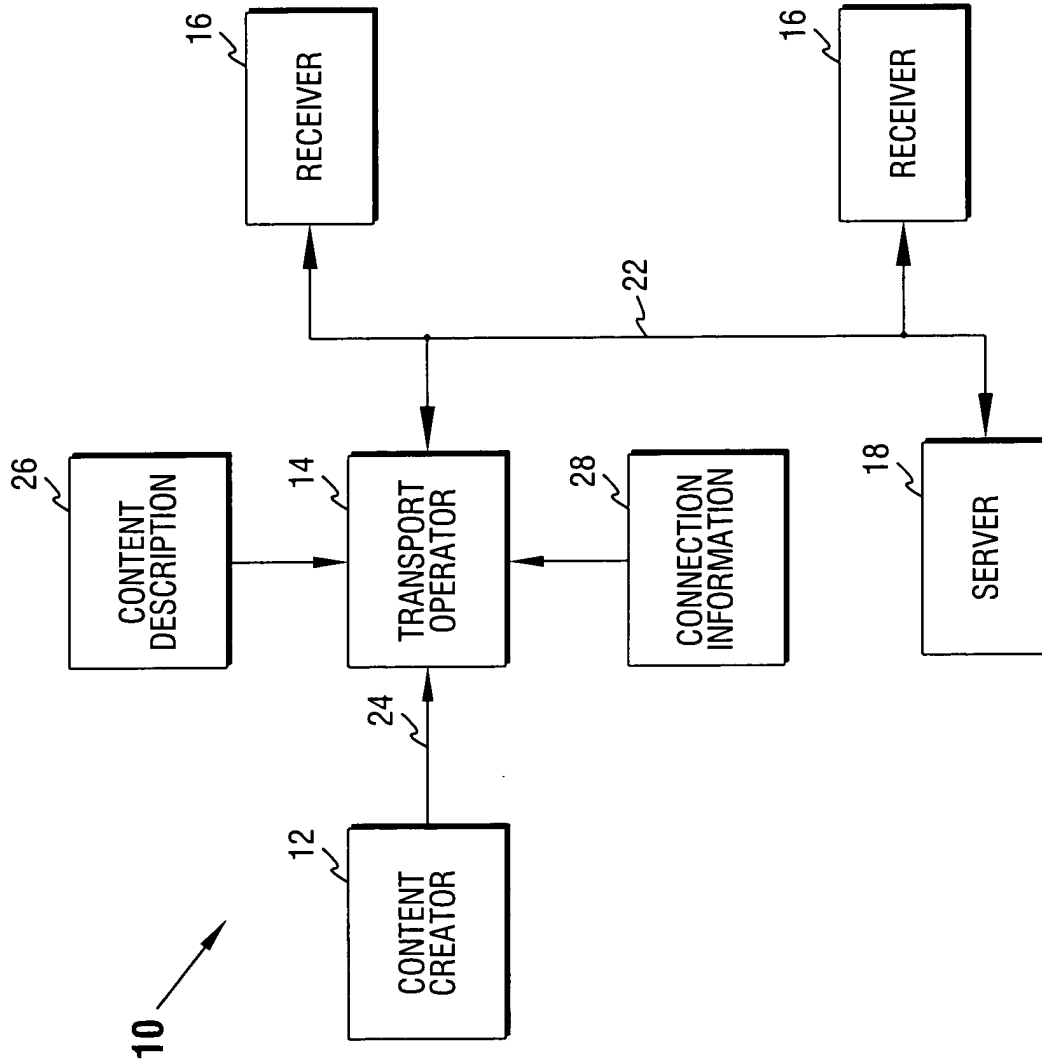 10
12
CONTENT
CREATOR
24
26
CONTENT
DESCRIPTION
14
TRANSPORT
OPERATOR
28
CONNECTION
INFORMATION
18
SERVER
22
16
RECEIVER
16
RECEIVER